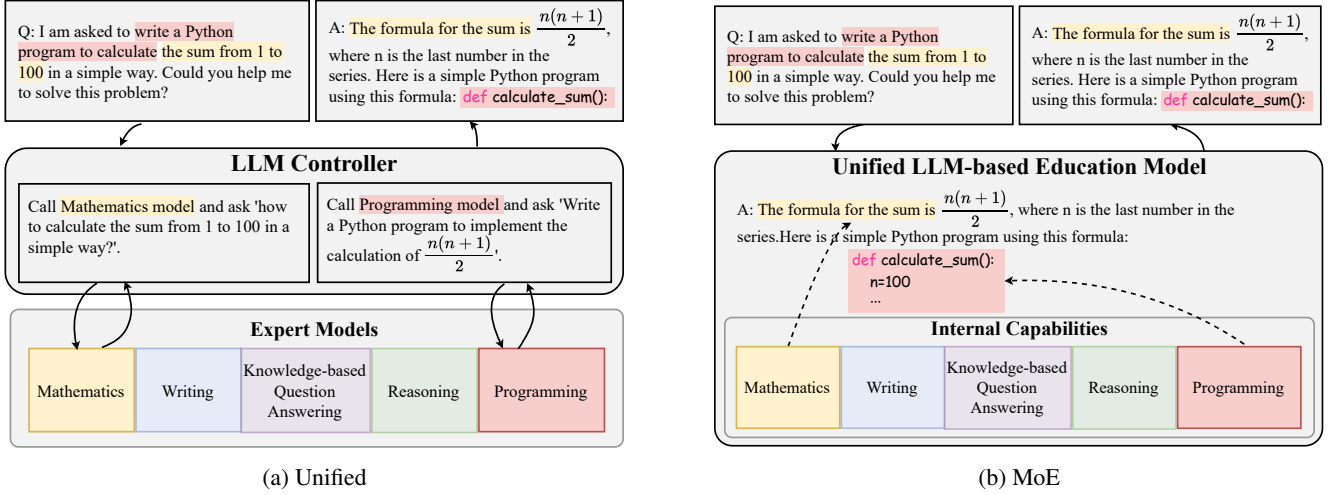 Q: I am asked to write a Python
program to calculate the sum from 1 to
100 in a simple way. Could you help me
to solve this problem?
A: The formula for the sum is n(n+1)/2,
where n is the last number in the
series. Here is a simple Python program
using this formula: def calculate_sum():
LLM Controller
Call Mathematics model and ask 'how
to calculate the sum from 1 to 100 in a
simple way?'.
Call Programming model and ask 'Write
a Python program to implement the
calculation of n(n+1)/2'.
Expert Models
Mathematics
Writing
Knowledge-based
Question
Answering
Reasoning
Programming
(a) Unified
Q: I am asked to write a Python
program to calculate the sum from 1 to
100 in a simple way. Could you help me
to solve this problem?
A: The formula for the sum is n(n+1)/2,
where n is the last number in the
series. Here is a simple Python program
using this formula: def calculate_sum():
Unified LLM-based Education Model
A: The formula for the sum is n(n+1)/2, where n is the last number in the
series.Here is a simple Python program using this formula:
def calculate_sum():
n=100
...
Internal Capabilities
Mathematics
Writing
Knowledge-based
Question
Answering
Reasoning
Programming
(b) MoE